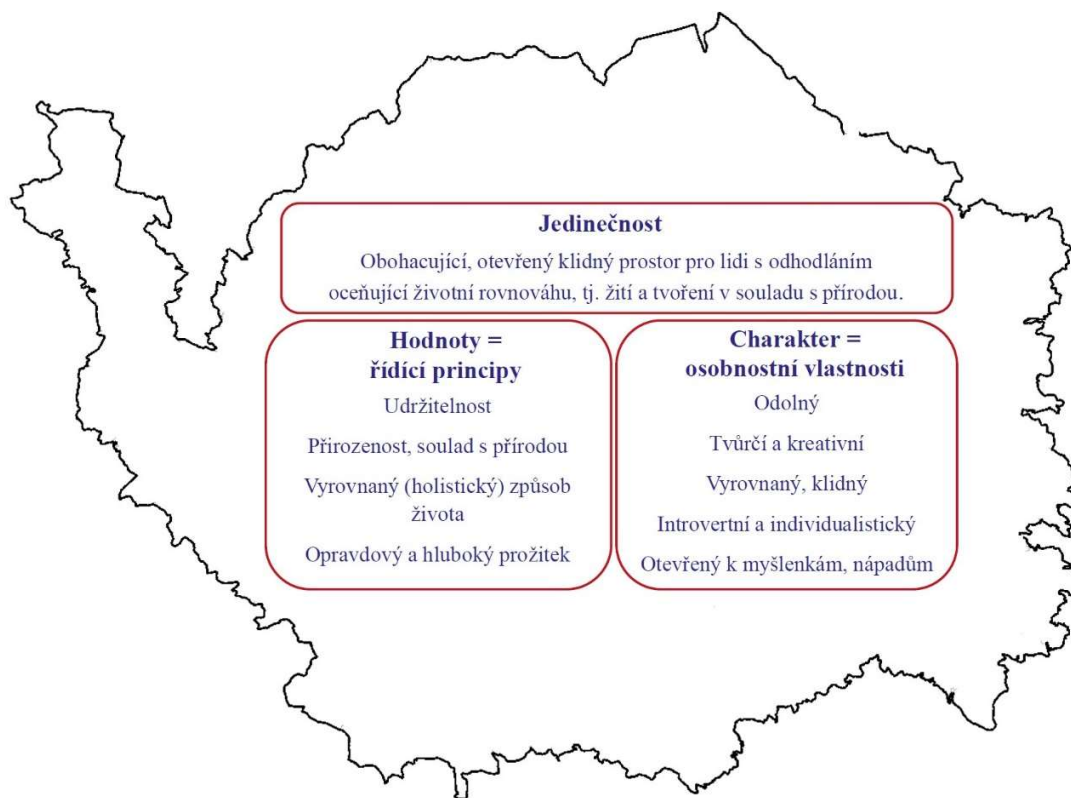 Jedinečnost
Obohacující, otevřený klidný prostor pro lidi s odhodláním
oceňující životní rovnováhu, tj. žití a tvoření v souladu s přírodou.
Hodnoty =
řídící principy
Udržitelnost
Přirozenost, soulad s přírodou
Vyrovnaný (holistický) způsob
života
Opravdový a hluboký prožitek
Charakter =
osobnostní vlastnosti
Odolný
Tvůrčí a kreativní
Vyrovnaný, klidný
Introvertní a individualistický
Otevřený k myšlenkám, nápadům